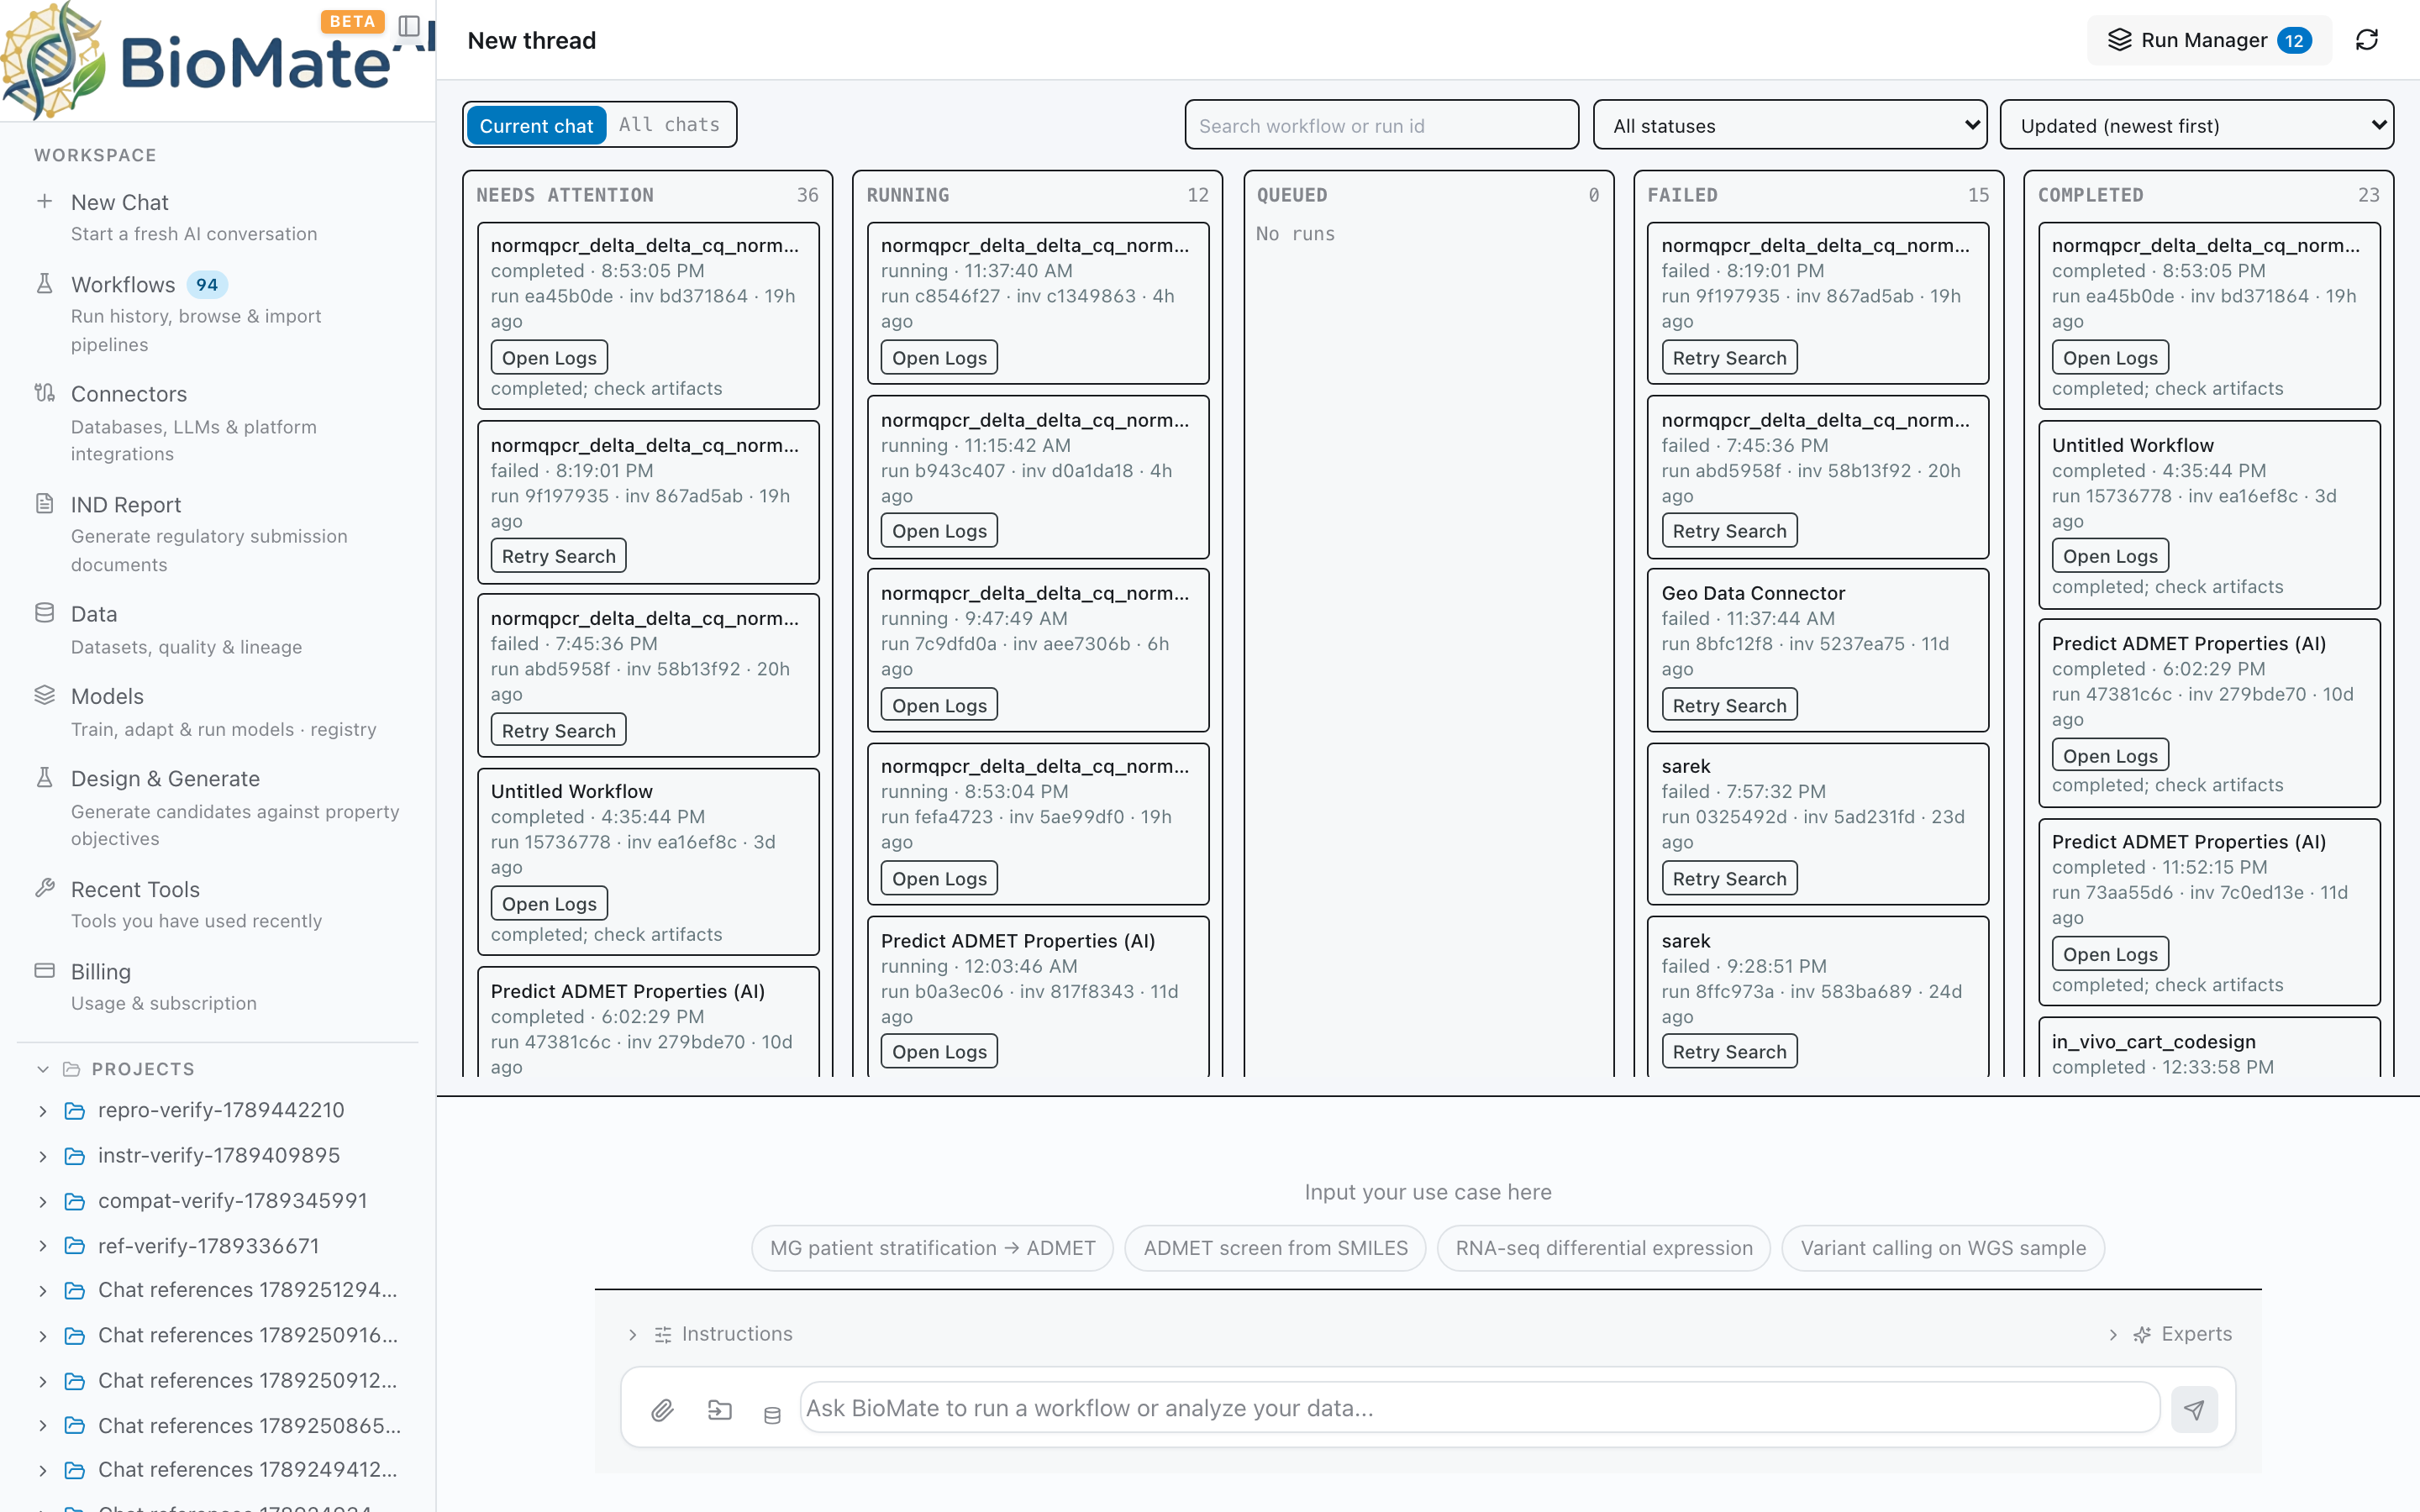 BioMate
BETA
WORKSPACE
New Chat
Start a fresh AI conversation
Workflows 94
Run history, browse & import
pipelines
Connectors
Databases, LLMs & platform
integrations
IND Report
Generate regulatory submission
documents
Data
Datasets, quality & lineage
Models
Train, adapt & run models · registry
Design & Generate
Generate candidates against property
objectives
Recent Tools
Tools you have used recently
Billing
Usage & subscription
PROJECTS
repro-verify-1789442210
instr-verify-1789409895
compat-verify-1789345991
ref-verify-1789336671
Chat references 1789251294...
Chat references 1789250916...
Chat references 1789250912...
Chat references 1789250865...
Chat references 1789249412...
New thread
Run Manager 12
Current chat All chats
Search workflow or run id
All statuses
Updated (newest first)
NEEDS ATTENTION 36
normqpcr_delta_delta_cq_norm...
completed · 8:53:05 PM
run ea45b0de · inv bd371864 · 19h
ago
Open Logs
completed; check artifacts
normqpcr_delta_delta_cq_norm...
failed · 8:19:01 PM
run 9f197935 · inv 867ad5ab · 19h
ago
Retry Search
normqpcr_delta_delta_cq_norm...
failed · 7:45:36 PM
run abd5958f · inv 58b13f92 · 20h
ago
Retry Search
Untitled Workflow
completed · 4:35:44 PM
run 15736778 · inv ea16ef8c · 3d
ago
Open Logs
completed; check artifacts
Predict ADMET Properties (AI)
completed · 6:02:29 PM
run 47381c6c · inv 279bde70 · 10d
ago
RUNNING 12
normqpcr_delta_delta_cq_norm...
running · 11:37:40 AM
run c8546f27 · inv c1349863 · 4h
ago
Open Logs
normqpcr_delta_delta_cq_norm...
running · 11:15:42 AM
run b943c407 · inv d0a1da18 · 4h
ago
Open Logs
normqpcr_delta_delta_cq_norm...
running · 9:47:49 AM
run 7c9dfd0a · inv aee7306b · 6h
ago
Open Logs
normqpcr_delta_delta_cq_norm...
running · 8:53:04 PM
run fefa4723 · inv 5ae99df0 · 19h
ago
Open Logs
Predict ADMET Properties (AI)
running · 12:03:46 AM
run b0a3ec06 · inv 817f8343 · 11d
ago
Open Logs
QUEUED 0
No runs
FAILED 15
normqpcr_delta_delta_cq_norm...
failed · 8:19:01 PM
run 9f197935 · inv 867ad5ab · 19h
ago
Retry Search
normqpcr_delta_delta_cq_norm...
failed · 7:45:36 PM
run abd5958f · inv 58b13f92 · 20h
ago
Retry Search
Geo Data Connector
failed · 11:37:44 AM
run 8bfc12f8 · inv 5237ea75 · 11d
ago
Retry Search
sarek
failed · 7:57:32 PM
run 0325492d · inv 5ad231fd · 23d
ago
Retry Search
sarek
failed · 9:28:51 PM
run 8ffc973a · inv 583ba689 · 24d
ago
Retry Search
COMPLETED 23
normqpcr_delta_delta_cq_norm...
completed · 8:53:05 PM
run ea45b0de · inv bd371864 · 19h
ago
Open Logs
completed; check artifacts
Untitled Workflow
completed · 4:35:44 PM
run 15736778 · inv ea16ef8c · 3d
ago
Open Logs
completed; check artifacts
Predict ADMET Properties (AI)
completed · 6:02:29 PM
run 47381c6c · inv 279bde70 · 10d
ago
Open Logs
completed; check artifacts
Predict ADMET Properties (AI)
completed · 11:52:15 PM
run 73aa55d6 · inv 7c0ed13e · 11d
ago
Open Logs
completed; check artifacts
in_vivo_cart_codesign
completed · 12:33:58 PM
Input your use case here
MG patient stratification → ADMET
ADMET screen from SMILES
RNA-seq differential expression
Variant calling on WGS sample
Instructions
Experts
Ask BioMate to run a workflow or analyze your data...